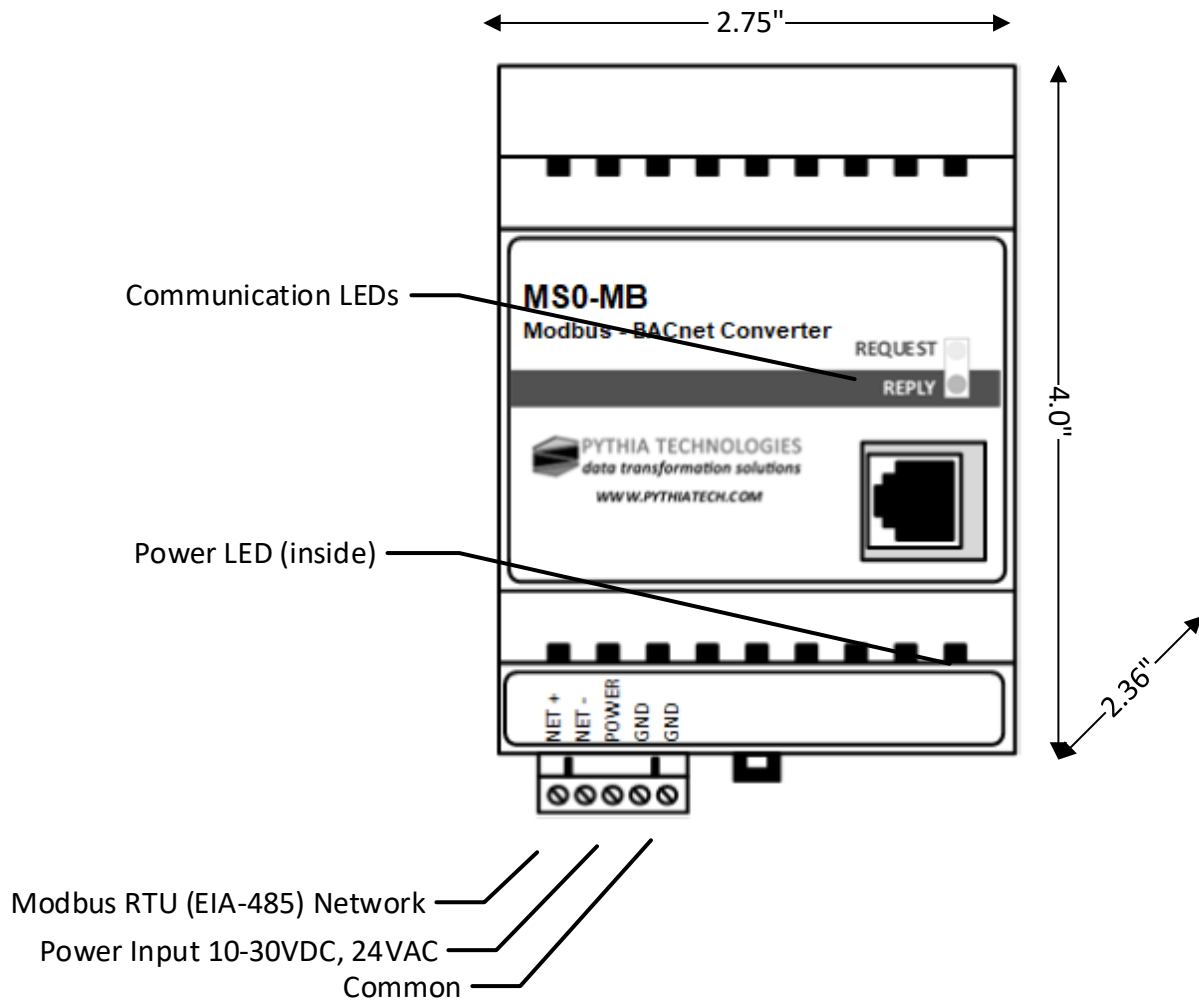 2.75"
MS0-MB
Communication LEDs
Modbus - BACnet Converter
REQUEST
REPLY
4.0"
PYTHIA TECHNOLOGIES
data transformation solutions
WWW.PYTHIATECH.COM
Power LED (inside)
2.36"
NET +
NET -
POWER
GND
GND
Modbus RTU (EIA-485) Network
Power Input 10-30VDC, 24VAC
Common